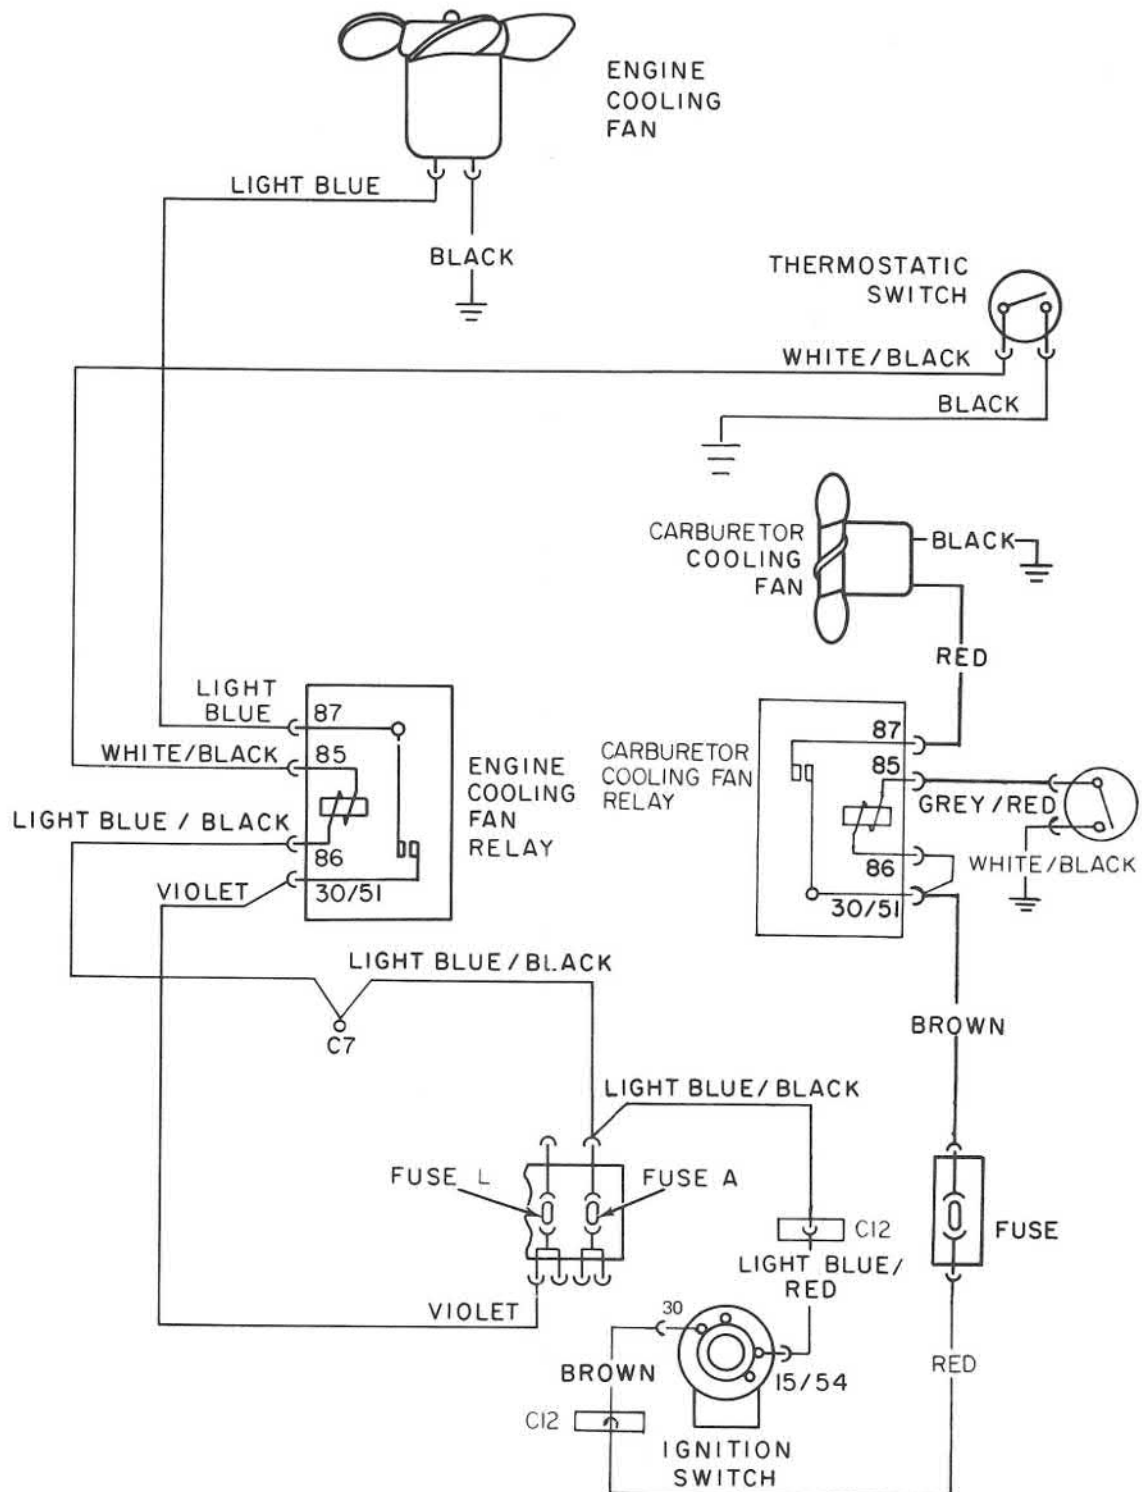 ENGINE
COOLING
FAN
LIGHT BLUE
BLACK
THERMOSTATIC
SWITCH
WHITE/BLACK
BLACK
CARBURETOR
COOLING
FAN
BLACK
RED
LIGHT
BLUE
87
WHITE/BLACK
85
LIGHT BLUE / BLACK
86
VIOLET
30/51
ENGINE
COOLING
FAN
RELAY
CARBURETOR
COOLING FAN
RELAY
87
85
GREY/RED
86
WHITE/BLACK
30/51
LIGHT BLUE/BLACK
C7
BROWN
LIGHT BLUE/BLACK
FUSE L
FUSE A
C12
FUSE
LIGHT BLUE/
RED
VIOLET
30
BROWN
15/54
RED
C12
IGNITION
SWITCH